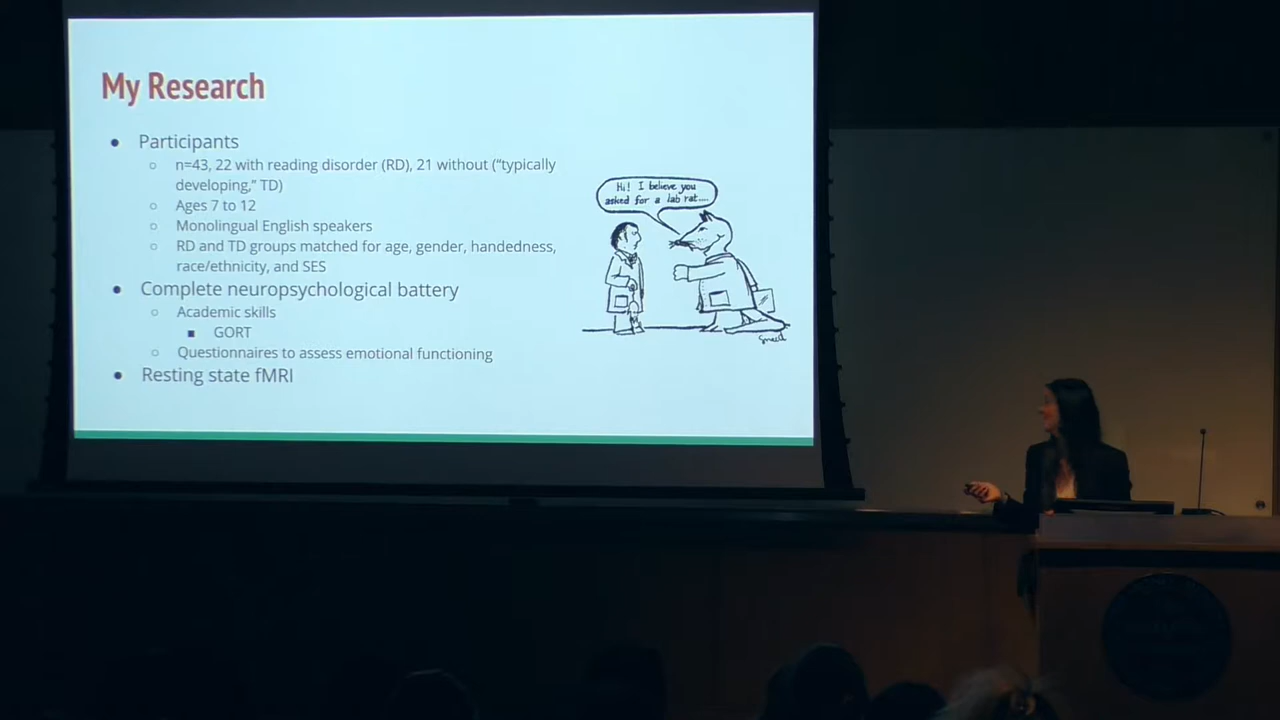 My Research
● Participants
○ n=43, 22 with reading disorder (RD), 21 without (“typically
developing,” TD)
○ Ages 7 to 12
○ Monolingual English speakers
○ RD and TD groups matched for age, gender, handedness,
race/ethnicity, and SES
● Complete neuropsychological battery
○ Academic skills
■ GORT
○ Questionnaires to assess emotional functioning
● Resting state fMRI
Hi! I believe you
asked for a lab rat....